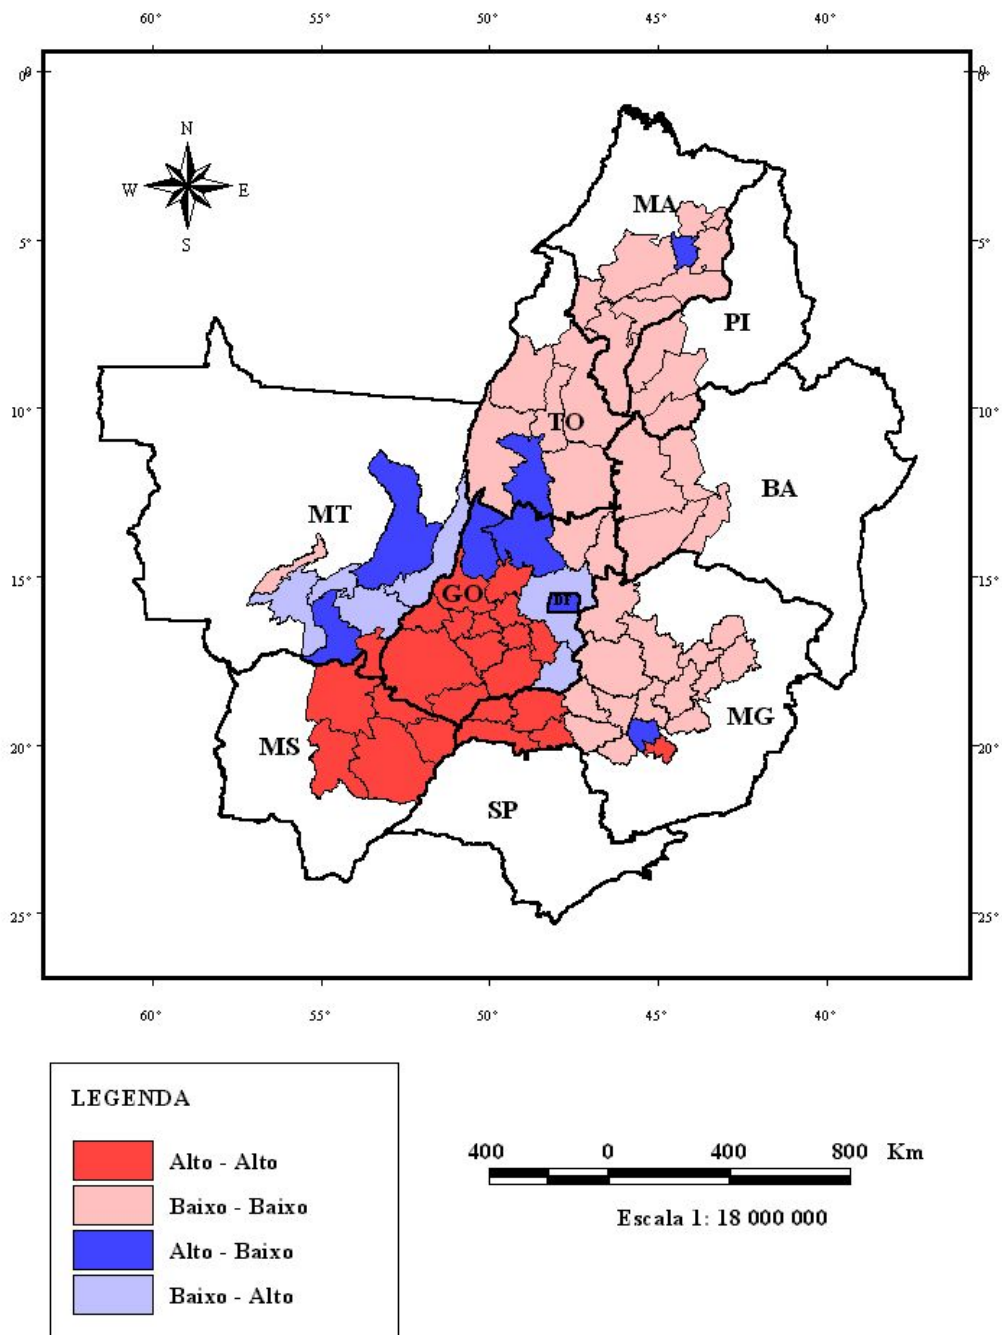 60° 55° 50° 45° 40°
0° 0°
N
W E
S
MA
5° 5°
PI
10° 10°
TO
BA
MT
15° 15°
GO
DF
MG
MS
20° 20°
SP
25° 25°
60° 55° 50° 45° 40°
LEGENDA
Alto - Alto
Baixo - Baixo
Alto - Baixo
Baixo - Alto
400 0 400 800 Km
Escala 1: 18 000 000